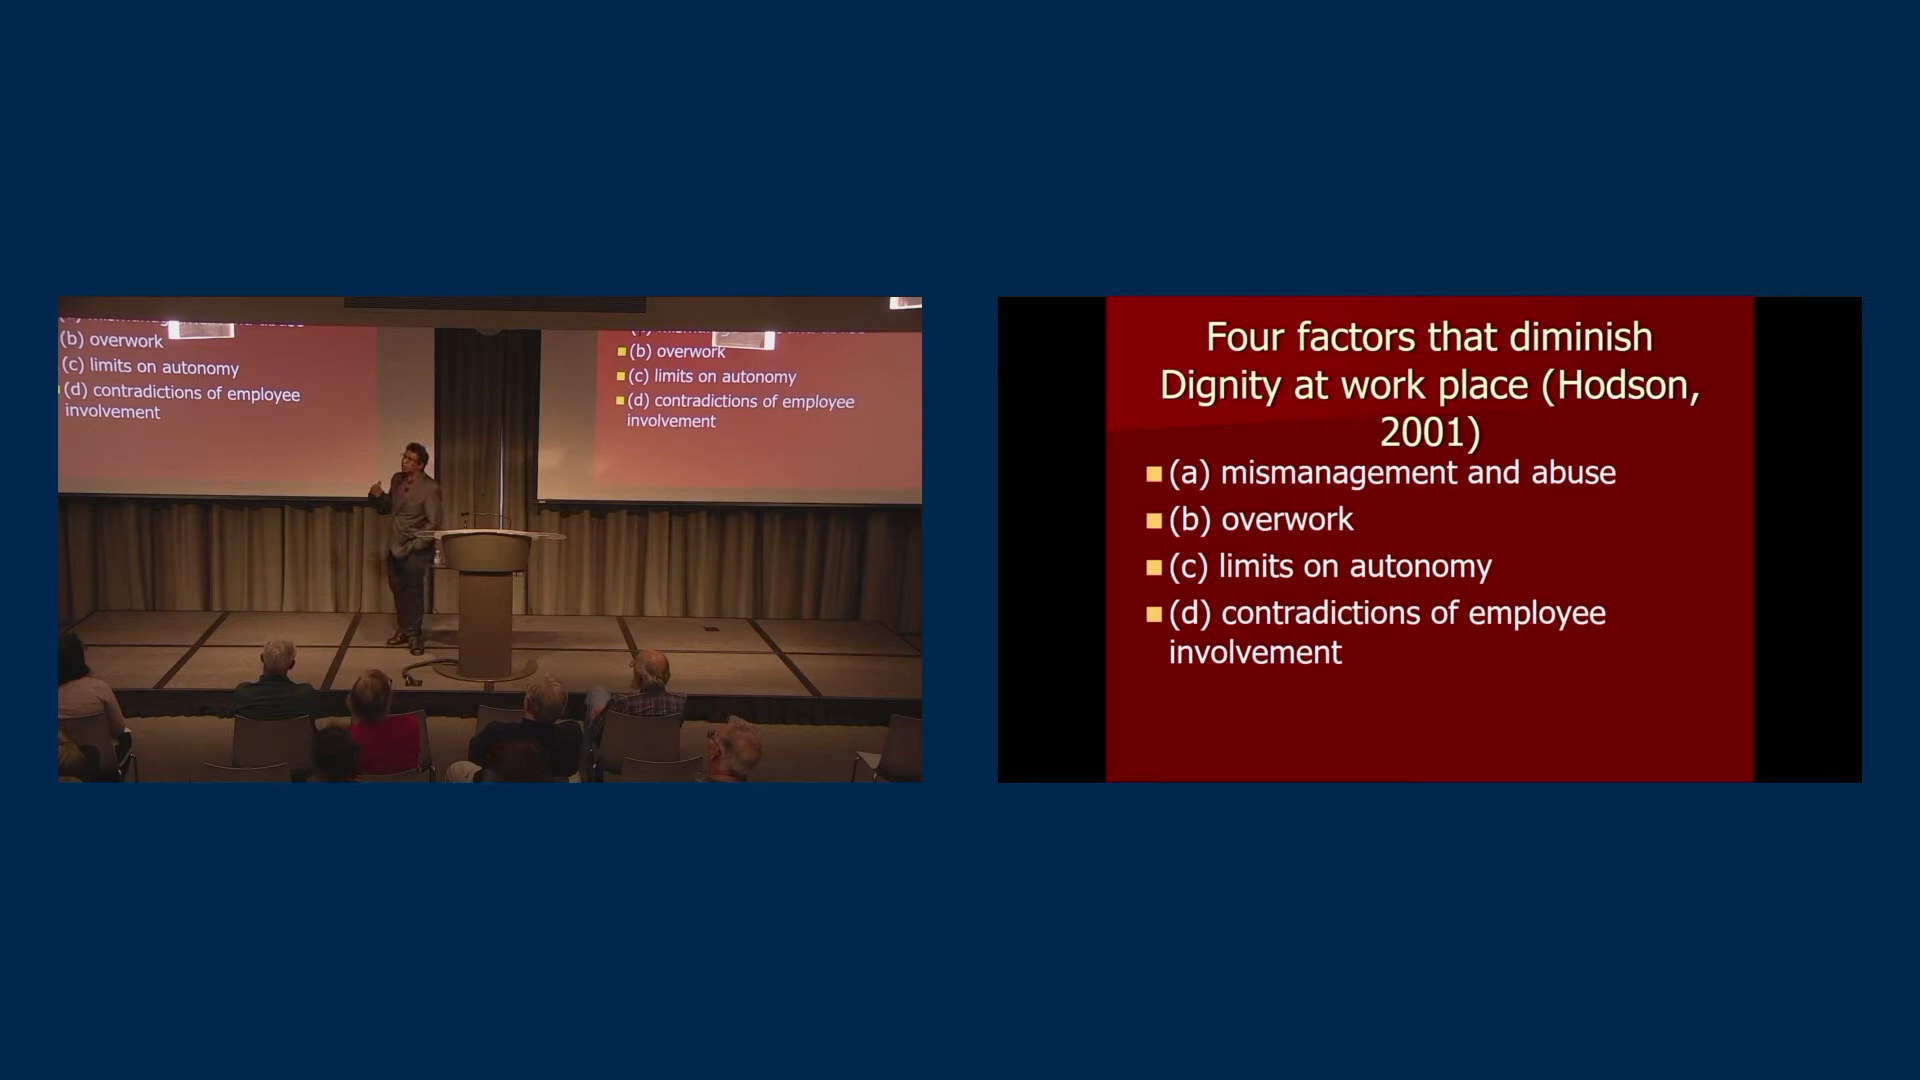 (b) overwork
(c) limits on autonomy
(d) contradictions of employee
involvement
(b) overwork
(c) limits on autonomy
(d) contradictions of employee
involvement
Four factors that diminish
Dignity at work place (Hodson,
2001)
(a) mismanagement and abuse
(b) overwork
(c) limits on autonomy
(d) contradictions of employee
involvement